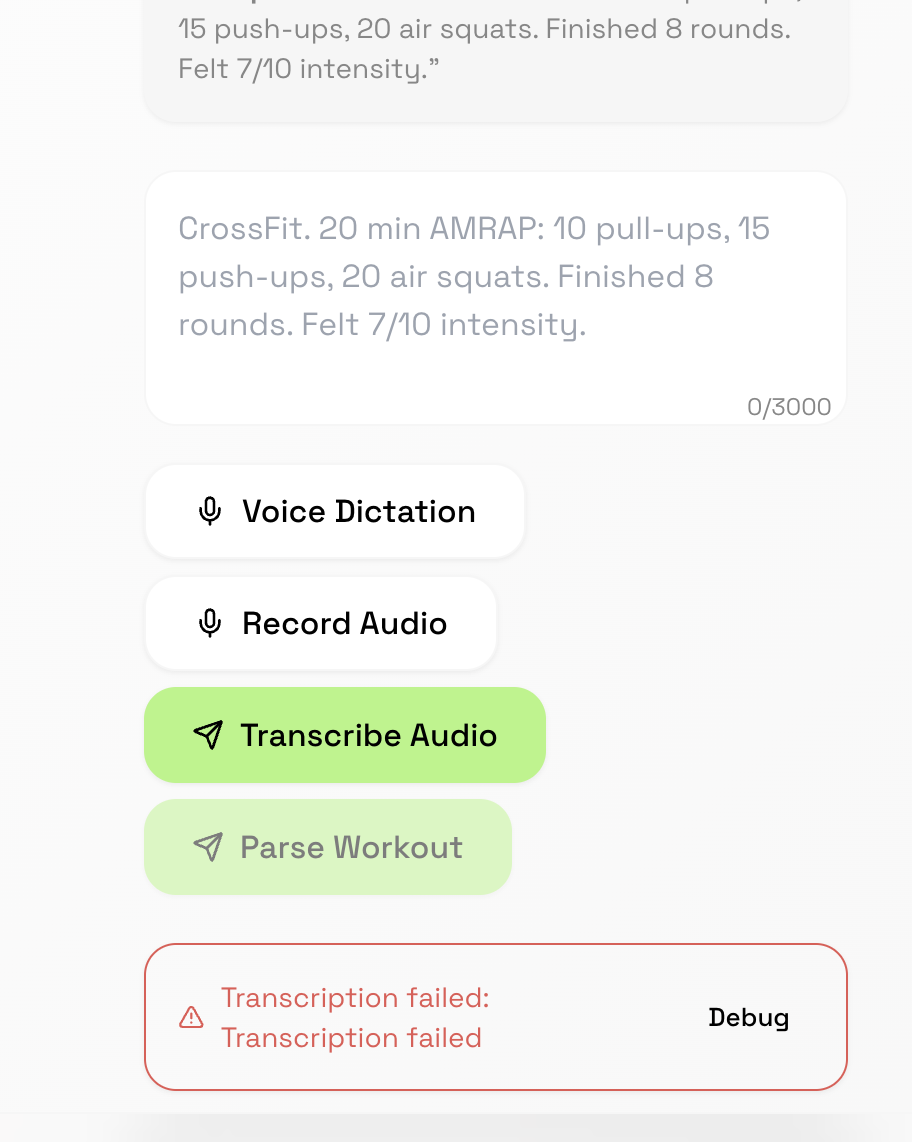 15 push-ups, 20 air squats. Finished 8 rounds.
Felt 7/10 intensity.”
CrossFit. 20 min AMRAP: 10 pull-ups, 15
push-ups, 20 air squats. Finished 8
rounds. Felt 7/10 intensity.
0/3000
Voice Dictation
Record Audio
Transcribe Audio
Parse Workout
Transcription failed:
Transcription failed
Debug